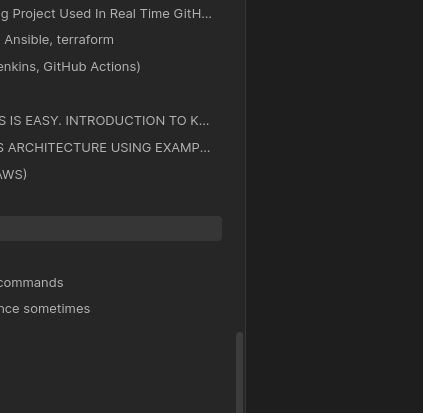 g Project Used In Real Time GitH...
Ansible, terraform
enkins, GitHub Actions)
S IS EASY. INTRODUCTION TO K...
S ARCHITECTURE USING EXAMP...
AWS)
commands
nce sometimes